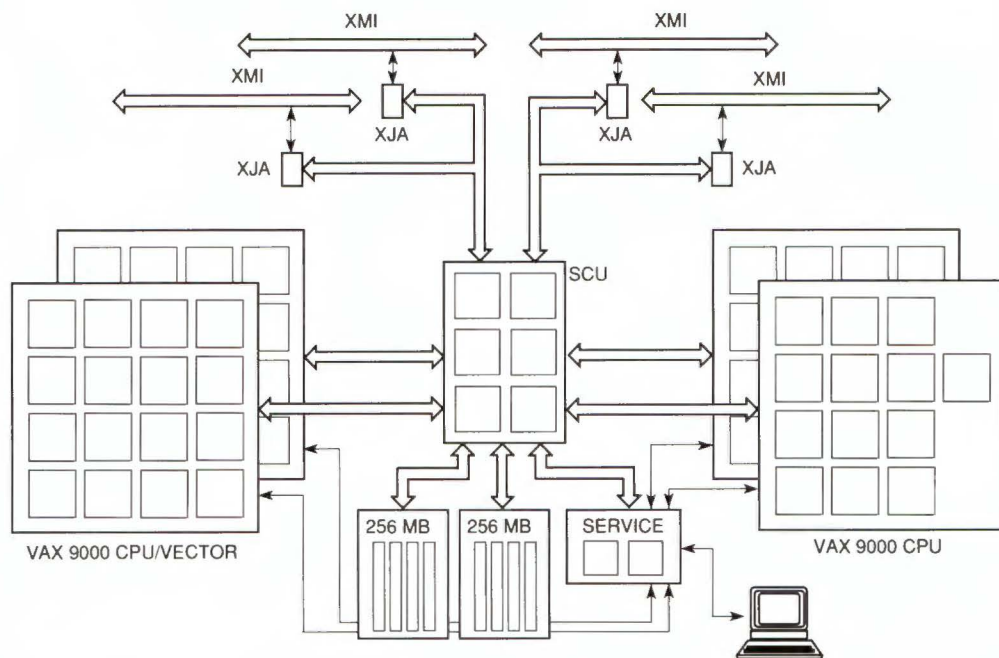 XMI
XMI
XMI
XMI
XJA
XJA
XJA
XJA
SCU
256 MB
256 MB
SERVICE
VAX 9000 CPU/VECTOR
VAX 9000 CPU